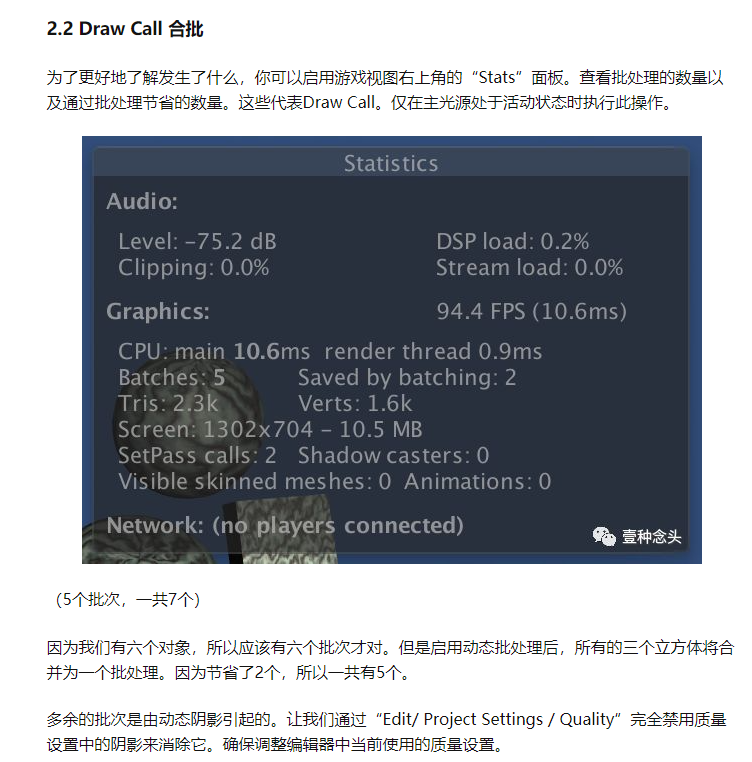 2.2 Draw Call 合批
为了更好地了解发生了什么，你可以启用游戏视图右上角的“Stats”面板。查看批处理的数量以
及通过批处理节省的数量。这些代表Draw Call。仅在主光源处于活动状态时执行此操作。
Statistics
Audio:
Level: -75.2 dB DSP load: 0.2%
Clipping: 0.0% Stream load: 0.0%
Graphics: 94.4 FPS (10.6ms)
CPU: main 10.6ms render thread 0.9ms
Batches: 5 Saved by batching: 2
Tris: 2.3k Verts: 1.6k
Screen: 1302x704 - 10.5 MB
SetPass calls: 2 Shadow casters: 0
Visible skinned meshes: 0 Animations: 0
Network: (no players connected)
壹种念头
（5个批次，一共7个）
因为我们有六个对象，所以应该有六个批次才对。但是启用动态批处理后，所有的三个立方体将合
并为一个批处理。因为节省了2个，所以一共有5个。
多余的批次是由动态阴影引起的。让我们通过“Edit/ Project Settings / Quality”完全禁用质量
设置中的阴影来消除它。确保调整编辑器中当前使用的质量设置。